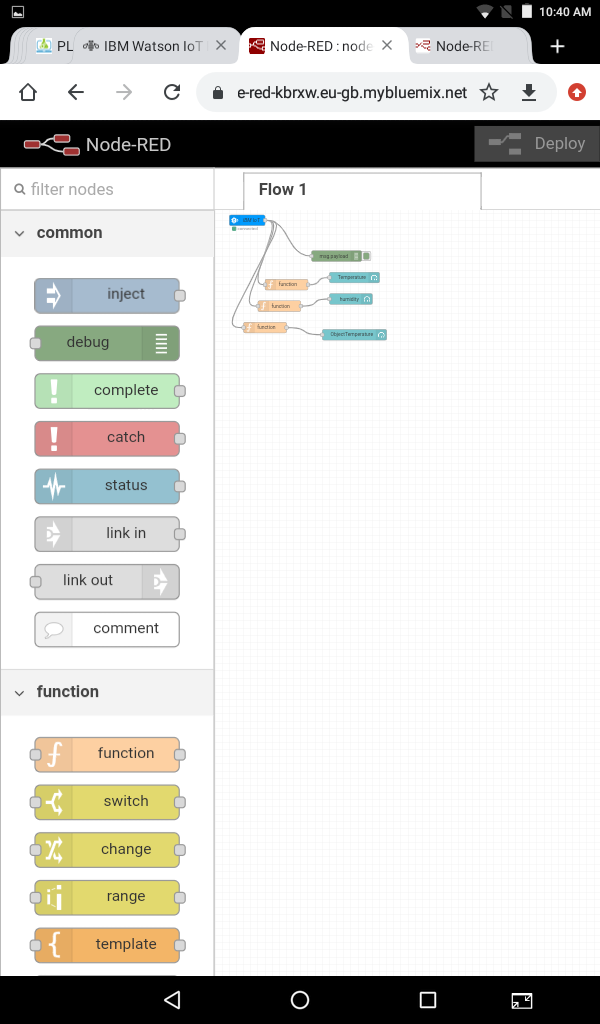 10:40 AM
PL
IBM Watson IoT
Node-RED : node
Node-RE
e-red-kbrxw.eu-gb.mybluemix.net
Node-RED
Deploy
filter nodes
Flow 1
common
inject
debug
complete
catch
status
link in
link out
comment
function
function
switch
change
range
template
msg.payload
function
Temperature
function
humidity
function
ObjectTemperature